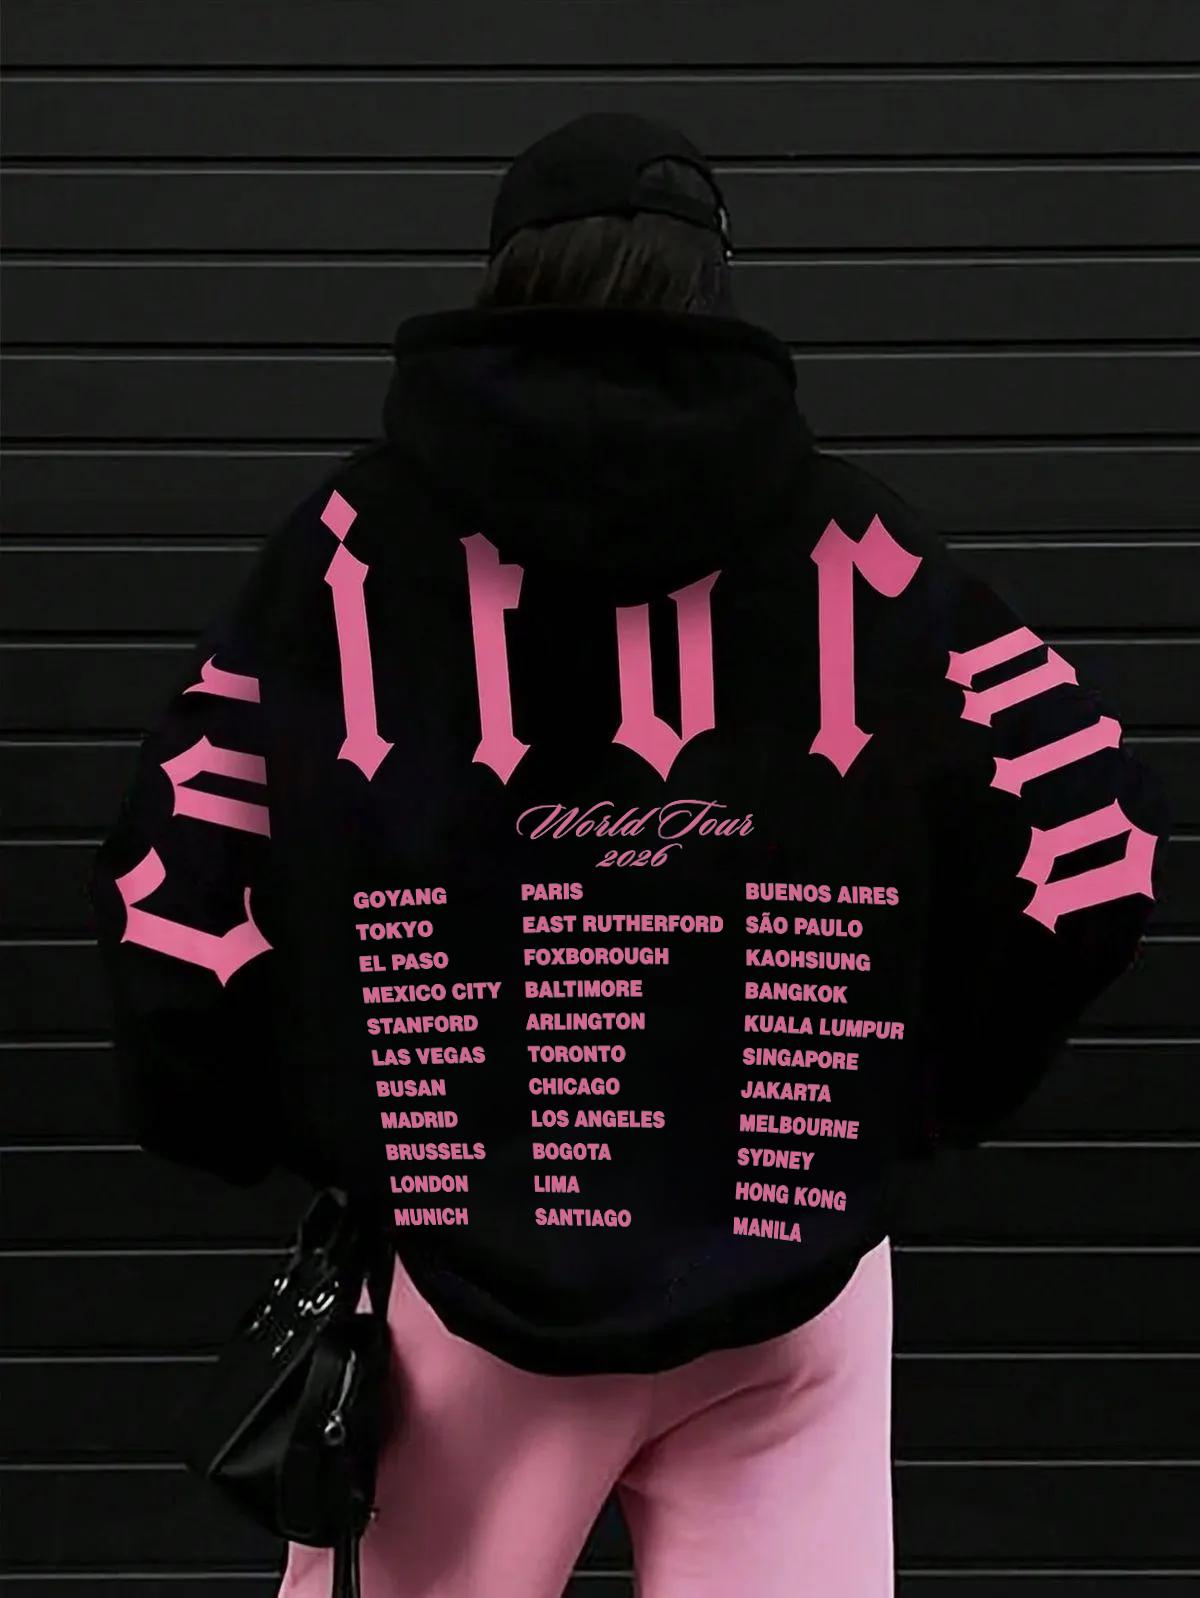 World Tour
2026
GOYANG
TOKYO
EL PASO
MEXICO CITY
STANFORD
LAS VEGAS
BUSAN
MADRID
BRUSSELS
LONDON
MUNICH
PARIS
EAST RUTHERFORD
FOXBOROUGH
BALTIMORE
ARLINGTON
TORONTO
CHICAGO
LOS ANGELES
BOGOTA
LIMA
SANTIAGO
BUENOS AIRES
SÃO PAULO
KAOHSIUNG
BANGKOK
KUALA LUMPUR
SINGAPORE
JAKARTA
MELBOURNE
SYDNEY
HONG KONG
MANILA